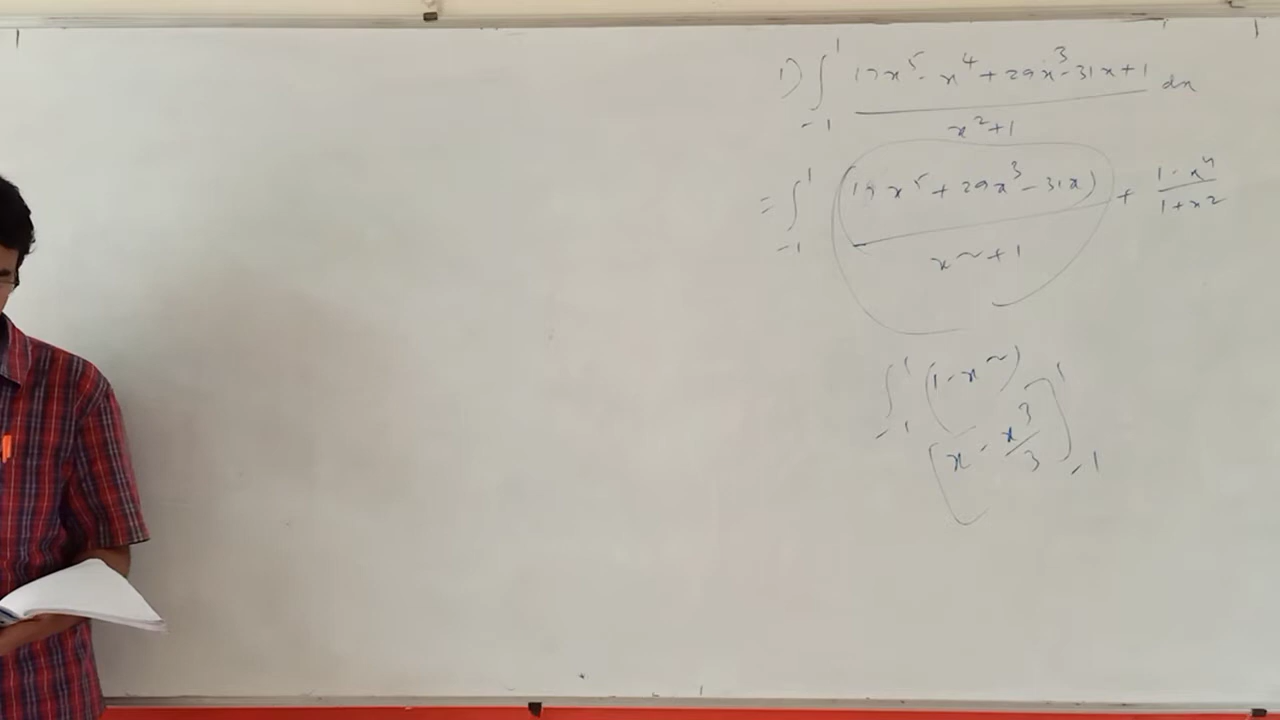 1) ∫_{-1}^{1} (17x⁵ - x⁴ + 29x³ - 31x + 1)/(x² + 1) dx
= ∫_{-1}^{1} (17x⁵ + 29x³ - 31x)/(x² + 1) + (1 - x⁴)/(1 + x²)
∫_{-1}^{1} (1 - x²)
[x - x³/3]_{-1}^{1}